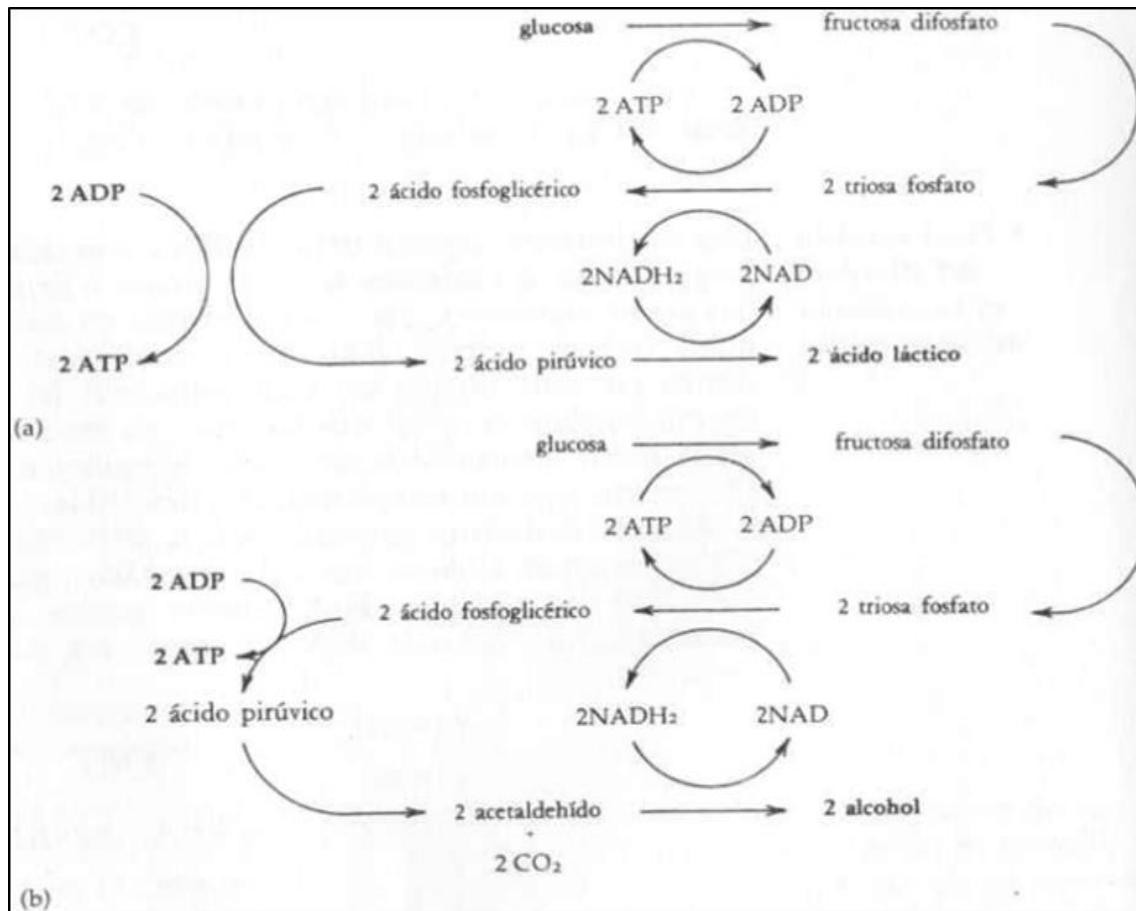 glucosa fructosa difosfato
2 ATP 2 ADP
2 ADP 2 ácido fosfoglicérico 2 triosa fosfato
2NADH₂ 2NAD
2 ATP 2 ácido pirúvico 2 ácido láctico
(a)
glucosa fructosa difosfato
2 ATP 2 ADP
2 ADP
2 ácido fosfoglicérico 2 triosa fosfato
2 ATP
2 ácido pirúvico 2NADH₂ 2NAD
2 acetaldehído 2 alcohol
+
2 CO₂
(b)